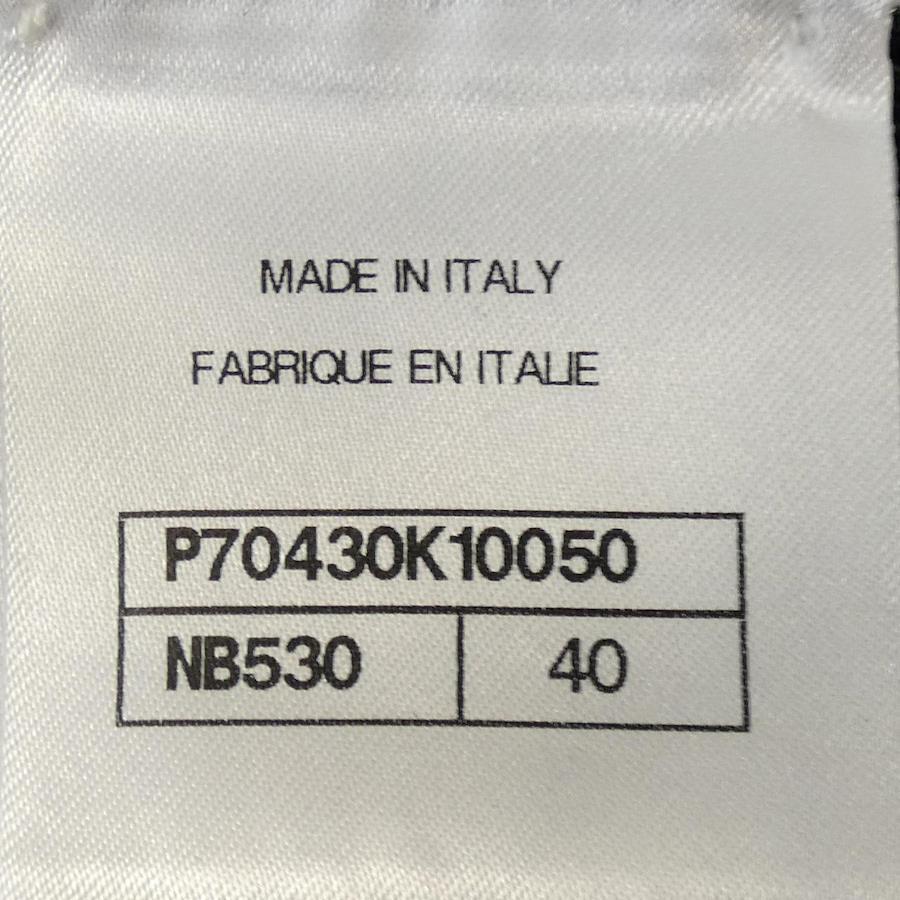 MADE IN ITALY
FABRIQUE EN ITALIE
P70430K10050
NB530 40